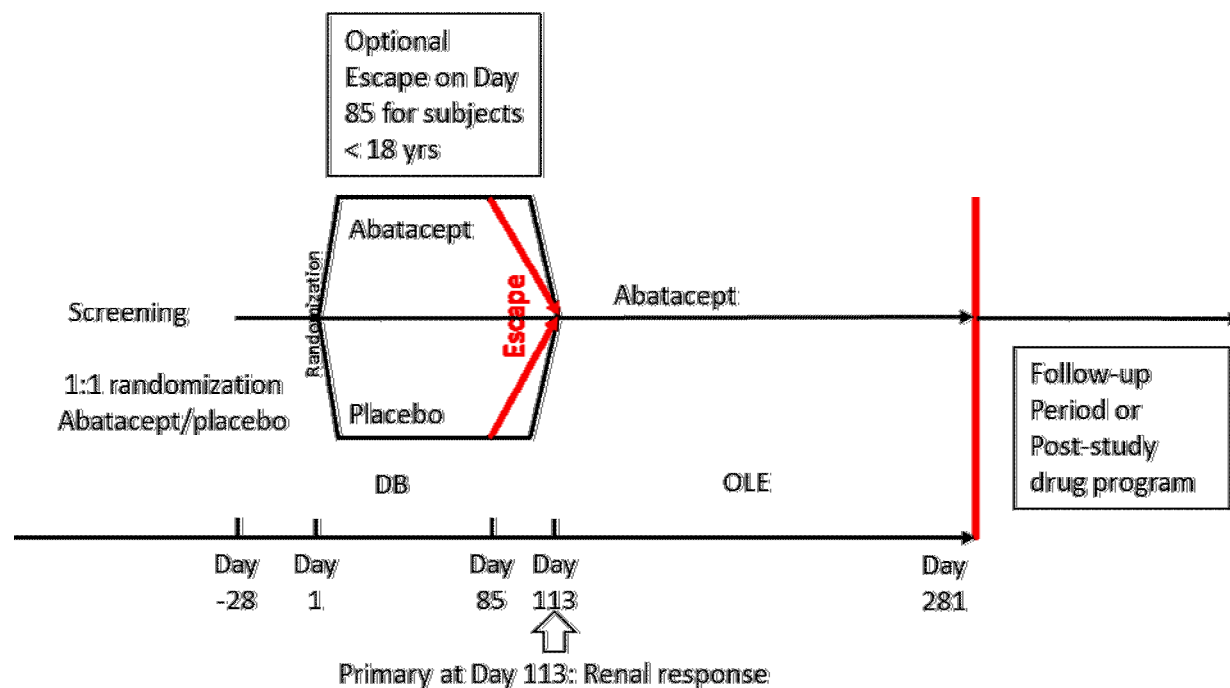 Optional
Escape on Day
85 for subjects
< 18 yrs
Abatacept
Randomization
Escape
Abatacept
Screening
1:1 randomization
Abatacept/placebo
Placebo
Follow-up
Period or
Post-study
drug program
DB
OLE
Day
-28
Day
1
Day
85
Day
113
Day
281
Primary at Day 113: Renal response